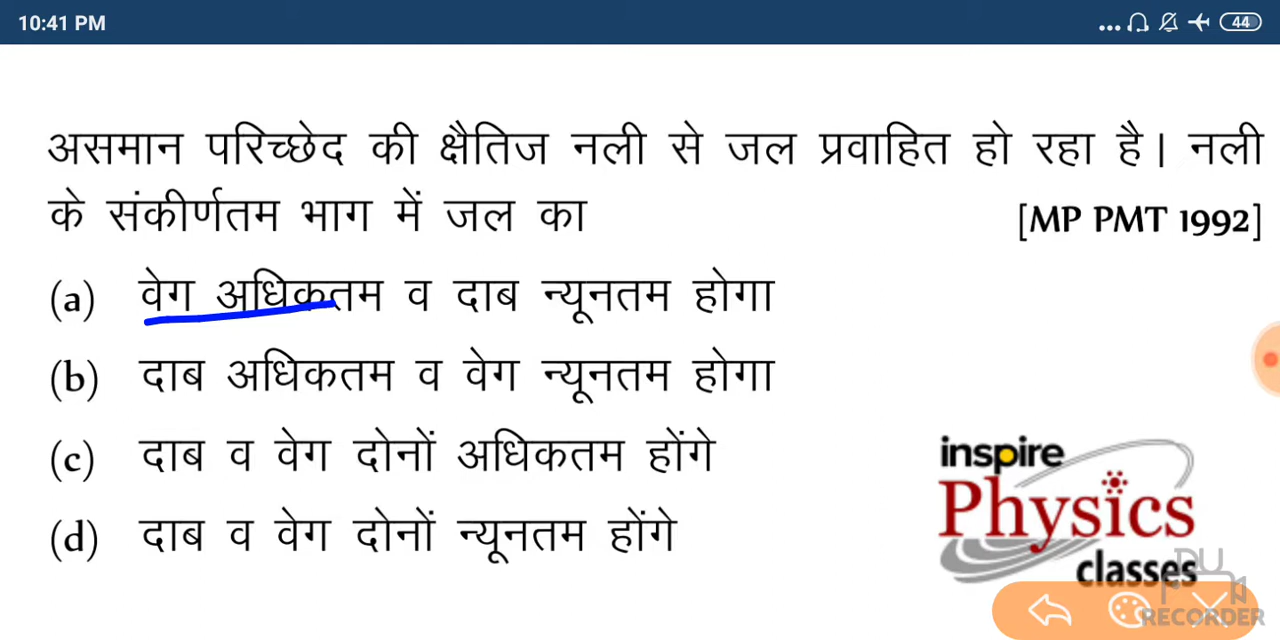 10:41 PM
44
असमान परिच्छेद की क्षैतिज नली से जल प्रवाहित हो रहा है। नली
के संकीर्णतम भाग में जल का [MP PMT 1992]
(a) वेग अधिकतम व दाब न्यूनतम होगा
(b) दाब अधिकतम व वेग न्यूनतम होगा
(c) दाब व वेग दोनों अधिकतम होंगे
(d) दाब व वेग दोनों न्यूनतम होंगे
inspire
Physics
classes
DU
RECORDER